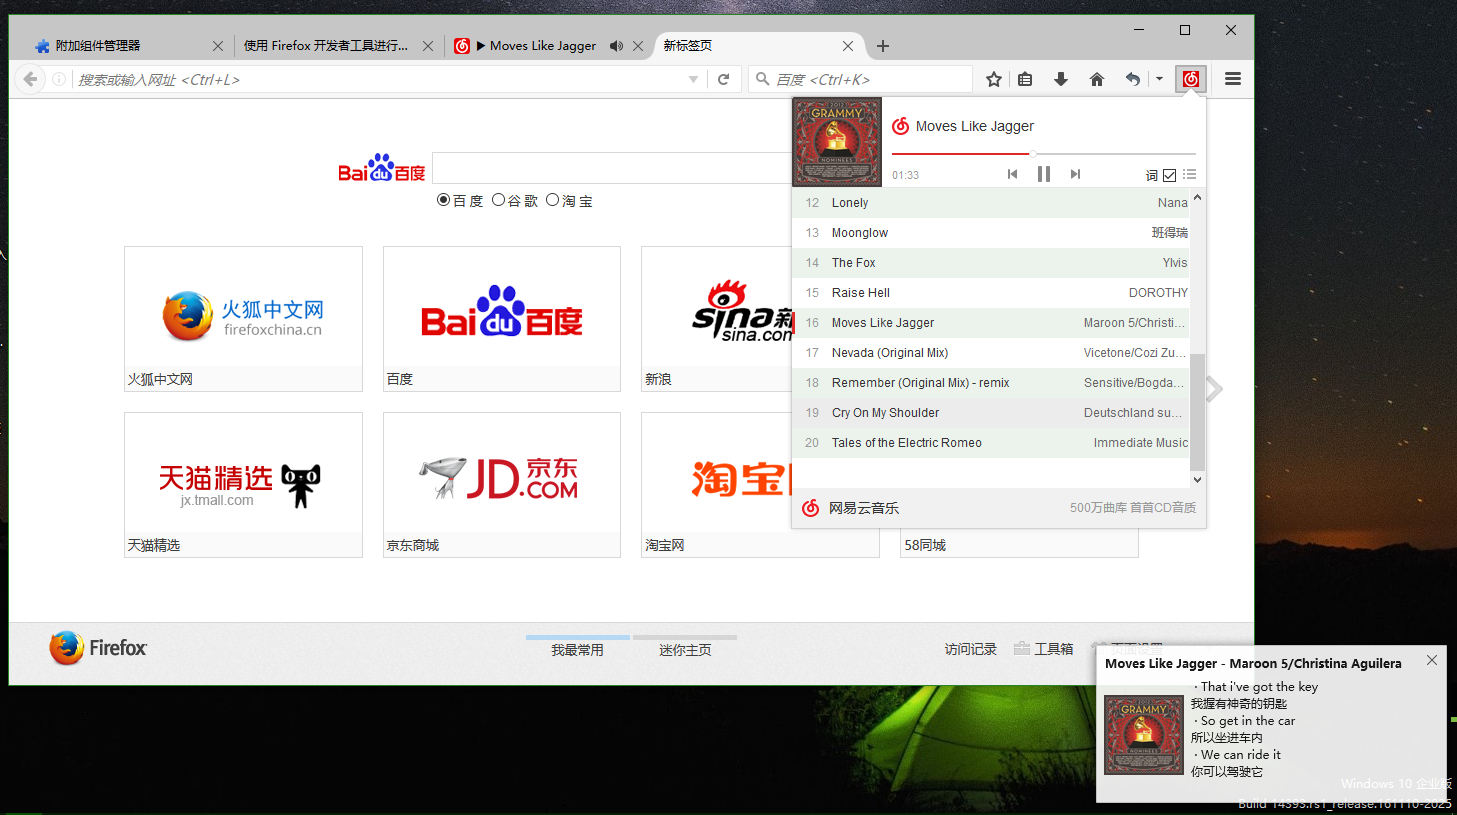 附加组件管理器
使用 Firefox 开发者工具进行...
▶ Moves Like Jagger
新标签页
搜索或输入网址 <Ctrl+L>
百度 <Ctrl+K>
Bai du 百度
百度 谷歌 淘宝
火狐中文网
firefoxchina.cn
火狐中文网
Bai du 百度
百度
sina新
sina.com
新浪
天猫精选
jx.tmall.com
天猫精选
JD.京东
.COM
京东商城
淘宝
淘宝网
58同城
GRAMMY
NOMINEES
Moves Like Jagger
01:33
词
12 Lonely Nana
13 Moonglow 班得瑞
14 The Fox Ylvis
15 Raise Hell DOROTHY
16 Moves Like Jagger Maroon 5/Christi...
17 Nevada (Original Mix) Vicetone/Cozi Zu...
18 Remember (Original Mix) - remix Sensitive/Bogda...
19 Cry On My Shoulder Deutschland su...
20 Tales of the Electric Romeo Immediate Music
网易云音乐
500万曲库 首首CD音质
Firefox
我最常用
迷你主页
访问记录
工具箱
页面设置
Moves Like Jagger - Maroon 5/Christina Aguilera
GRAMMY
NOMINEES
· That i've got the key
我握有神奇的钥匙
· So get in the car
所以坐进车内
· We can ride it
你可以驾驶它
Windows 10 企业版
Build 14393.rs1_release.161110-2025